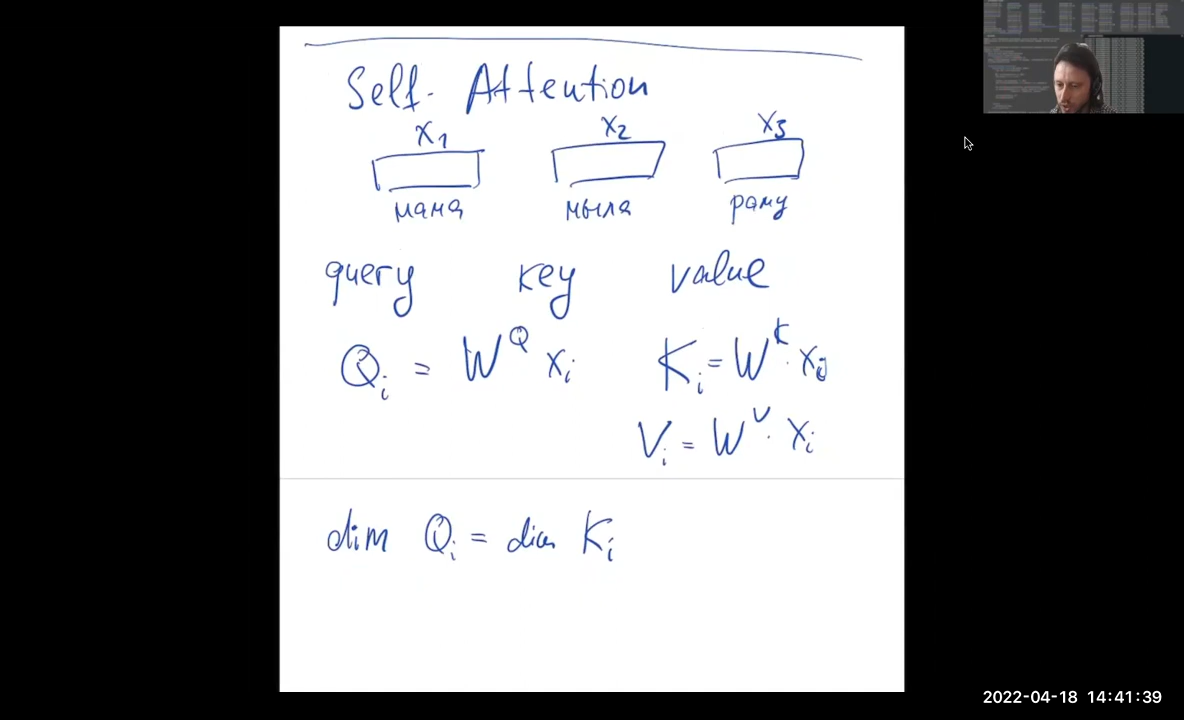 Self-Attention
x₁ x₂ x₃
мама мыла раму
query key value
Qᵢ = W^Q xᵢ Kᵢ = W^K · xᵢ
Vᵢ = W^V · xᵢ
dim Qᵢ = dim Kᵢ
2022-04-18 14:41:39